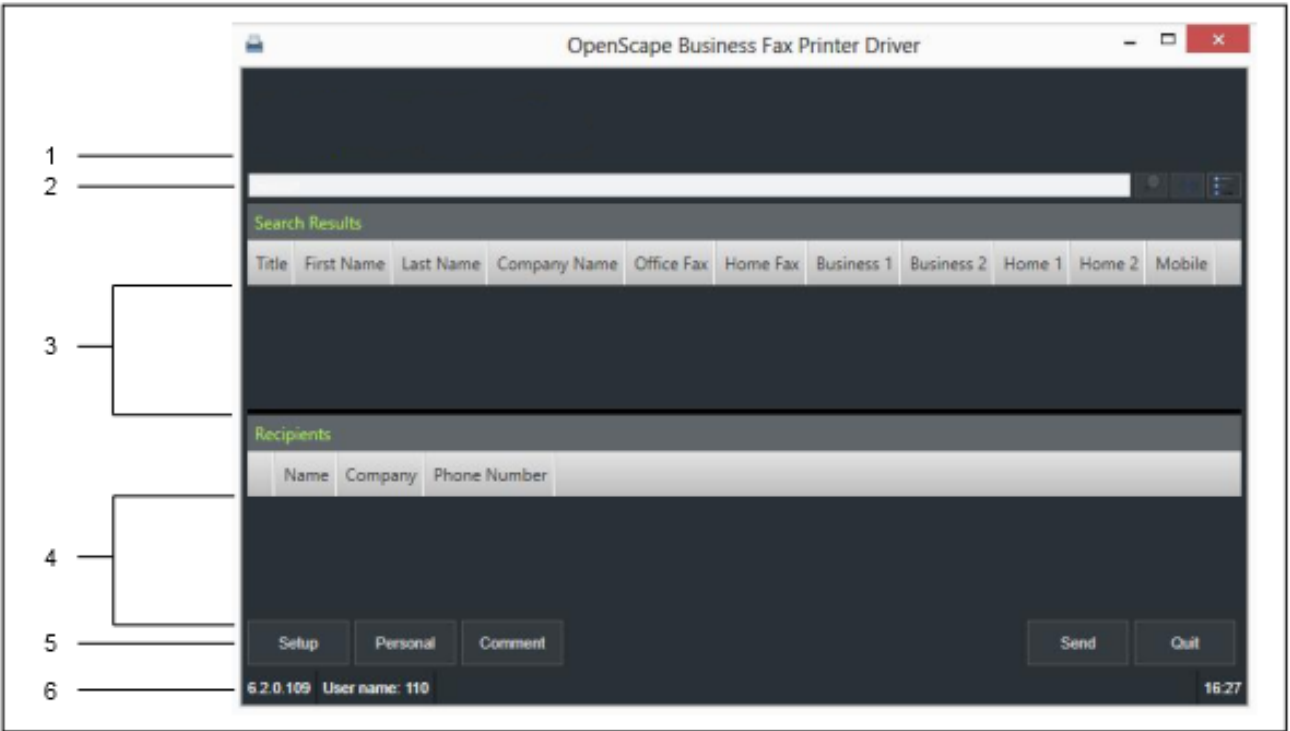 OpenScape Business Fax Printer Driver
1
2
Search Results
Title First Name Last Name Company Name Office Fax Home Fax Business 1 Business 2 Home 1 Home 2 Mobile
3
Recipients
Name Company Phone Number
4
5 Setup Personal Comment Send Quit
6 6.2.0.109 User name: 110 16:27